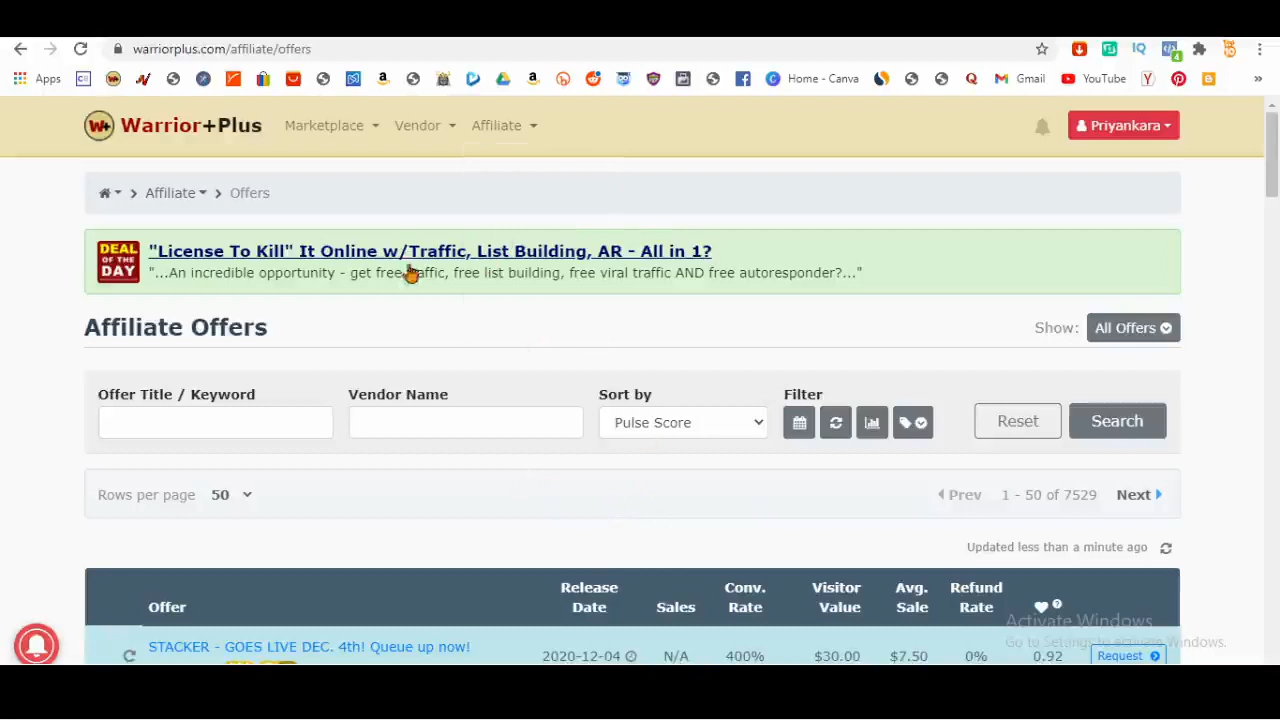 warriorplus.com/affiliate/offers
Apps
Home - Canva
Gmail
YouTube
Warrior+Plus
Marketplace
Vendor
Affiliate
Priyankara
Affiliate
Offers
DEAL OF THE DAY
"License To Kill" It Online w/Traffic, List Building, AR - All in 1?
"...An incredible opportunity - get free traffic, free list building, free viral traffic AND free autoresponder?..."
Affiliate Offers
Show: All Offers
Offer Title / Keyword
Vendor Name
Sort by
Filter
Pulse Score
Reset
Search
Rows per page 50
Prev 1 - 50 of 7529 Next
Updated less than a minute ago
Offer
Release Date
Sales
Conv. Rate
Visitor Value
Avg. Sale
Refund Rate
Activate Windows
Go to Settings to activate Windows.
STACKER - GOES LIVE DEC. 4th! Queue up now!
2020-12-04 N/A 400% $30.00 $7.50 0% 0.92 Request